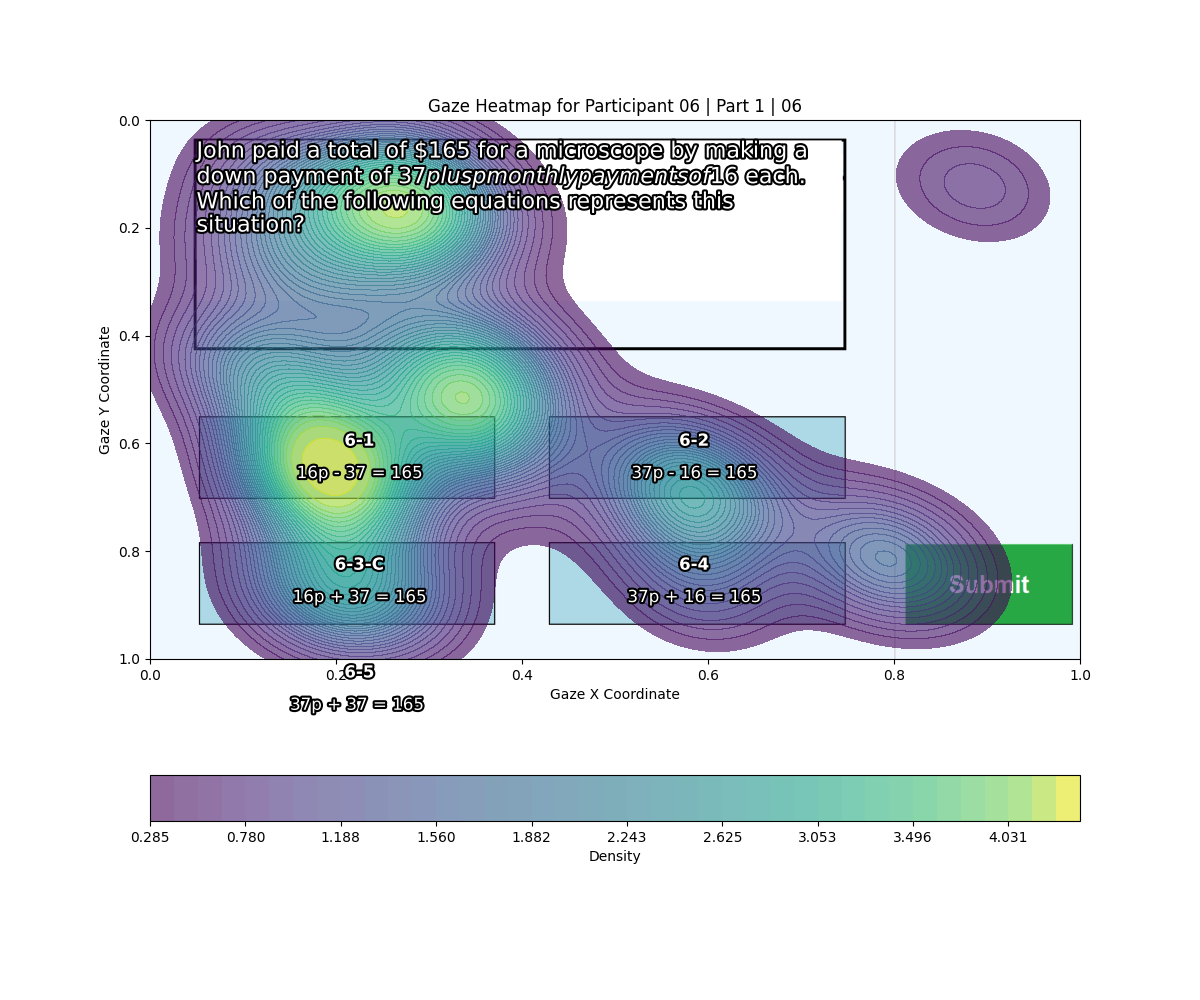 Gaze Heatmap for Participant 06 | Part 1 | 06
0.0
0.2
0.4
0.6
0.8
1.0
Gaze Y Coordinate
John paid a total of $165 for a microscope by making a
down payment of 37pluspmonthlypaymentsof16 each.
Which of the following equations represents this
situation?
6-1
16p - 37 = 165
6-2
37p - 16 = 165
6-3-C
16p + 37 = 165
6-4
37p + 16 = 165
Submit
0.0
0.2
0.4
0.6
0.8
1.0
6-5
37p + 37 = 165
Gaze X Coordinate
0.285
0.780
1.188
1.560
1.882
2.243
2.625
3.053
3.496
4.031
Density